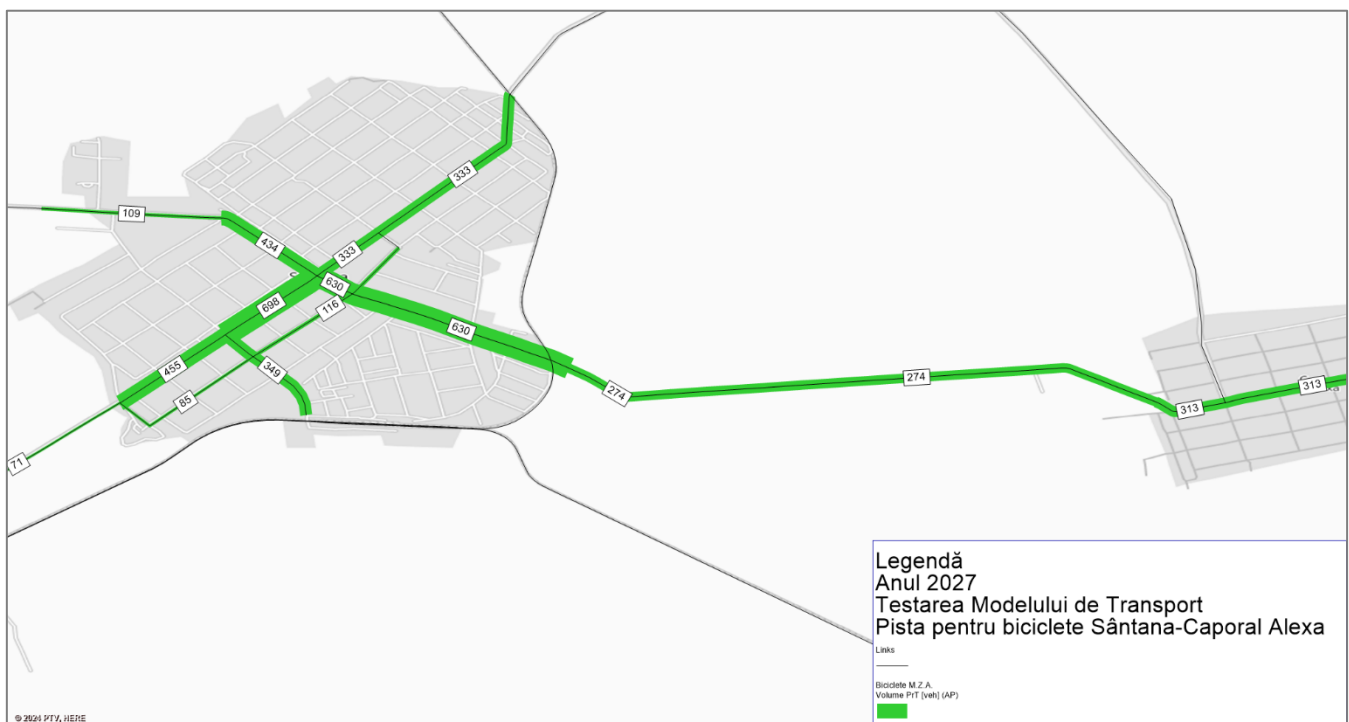 333
109
434
333
630
698
116
630
455
349
85
274
274
313
313
71
Legendă
Anul 2027
Testarea Modelului de Transport
Pista pentru biciclete Sântana-Caporal Alexa
Links
Biciclete M.Z.A.
Volume PrT [veh] (AP)
© 2024 PTV, HERE